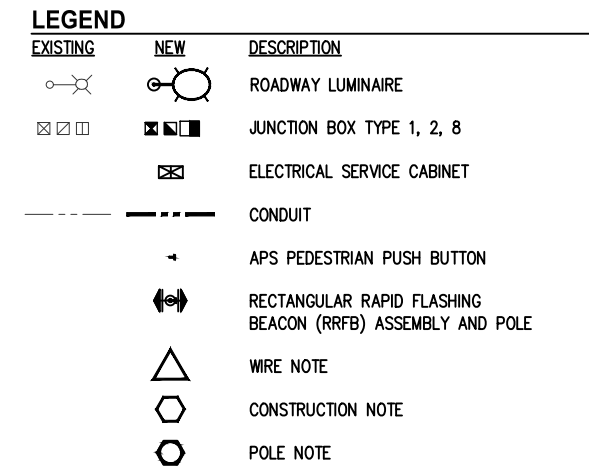 LEGEND
EXISTING NEW DESCRIPTION
ROADWAY LUMINAIRE
JUNCTION BOX TYPE 1, 2, 8
ELECTRICAL SERVICE CABINET
CONDUIT
APS PEDESTRIAN PUSH BUTTON
RECTANGULAR RAPID FLASHING
BEACON (RRFB) ASSEMBLY AND POLE
WIRE NOTE
CONSTRUCTION NOTE
POLE NOTE